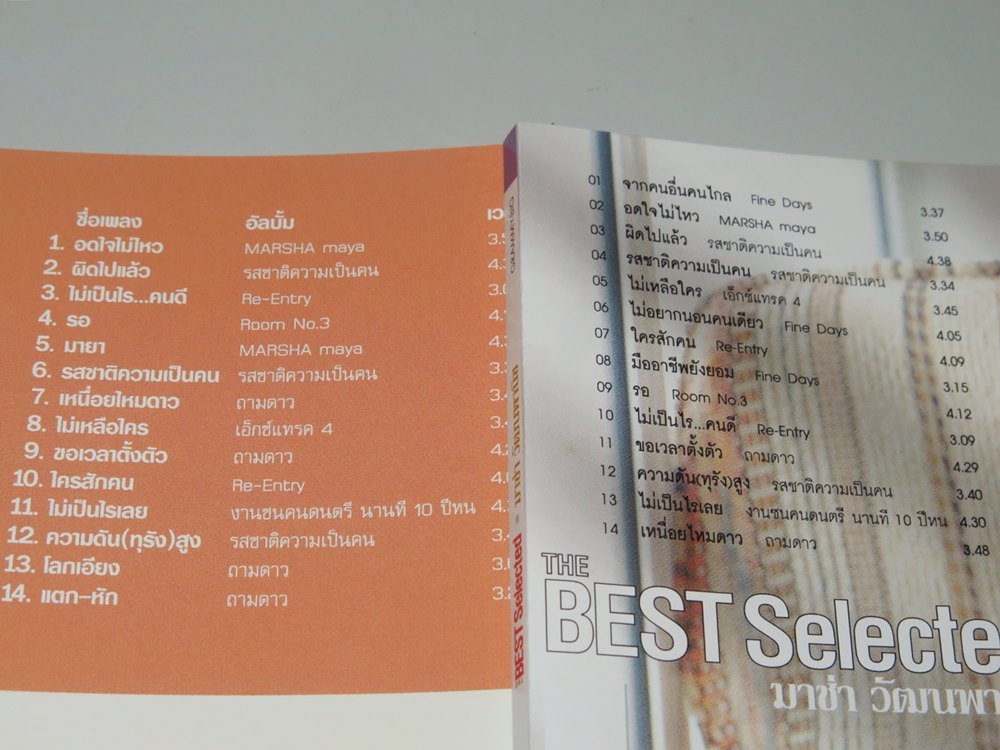 ชื่อเพลง อัลบั้ม
1. อดใจไม่ไหว MARSHA maya
2. ผิดไปแล้ว รสชาติความเป็นคน
3. ไม่เป็นไร...คนดี Re-Entry
4. รอ Room No.3
5. มายา MARSHA maya
6. รสชาติความเป็นคน รสชาติความเป็นคน
7. เหนื่อยไหมดาว ถามดาว
8. ไม่เหลือใคร เอ็กซ์แทรค 4
9. ขอเวลาตั้งตัว ถามดาว
10. ใครสักคน Re-Entry
11. ไม่เป็นไรเลย งานชนคนดนตรี นาทีที่ 10 ปีหน
12. ความดัน(ทุรัง)สูง รสชาติความเป็นคน
13. โลกเอียง ถามดาว
14. แตก-หัก ถามดาว
BEST Selected
01 จากคนอื่นคนไกล Fine Days 3.37
02 อดใจไม่ไหว MARSHA maya 3.50
03 ผิดไปแล้ว รสชาติความเป็นคน 4.38
04 รสชาติความเป็นคน รสชาติความเป็นคน 3.34
05 ไม่เหลือใคร เอ็กซ์แทรค 4 3.45
06 ไม่อยากนอนคนเดียว Fine Days 4.05
07 ใครสักคน Re-Entry 4.09
08 มืออาชีพยังยอม Fine Days 3.15
09 รอ Room No.3 4.12
10 ไม่เป็นไร...คนดี Re-Entry 3.09
11 ขอเวลาตั้งตัว ถามดาว 4.29
12 ความดัน(ทุรัง)สูง รสชาติความเป็นคน 3.40
13 ไม่เป็นไรเลย งานชนคนดนตรี นาทีที่ 10 ปีหน 4.30
14 เหนื่อยไหมดาว ถามดาว 3.48
THE
BEST Selecte
มาช่า วัฒนพา